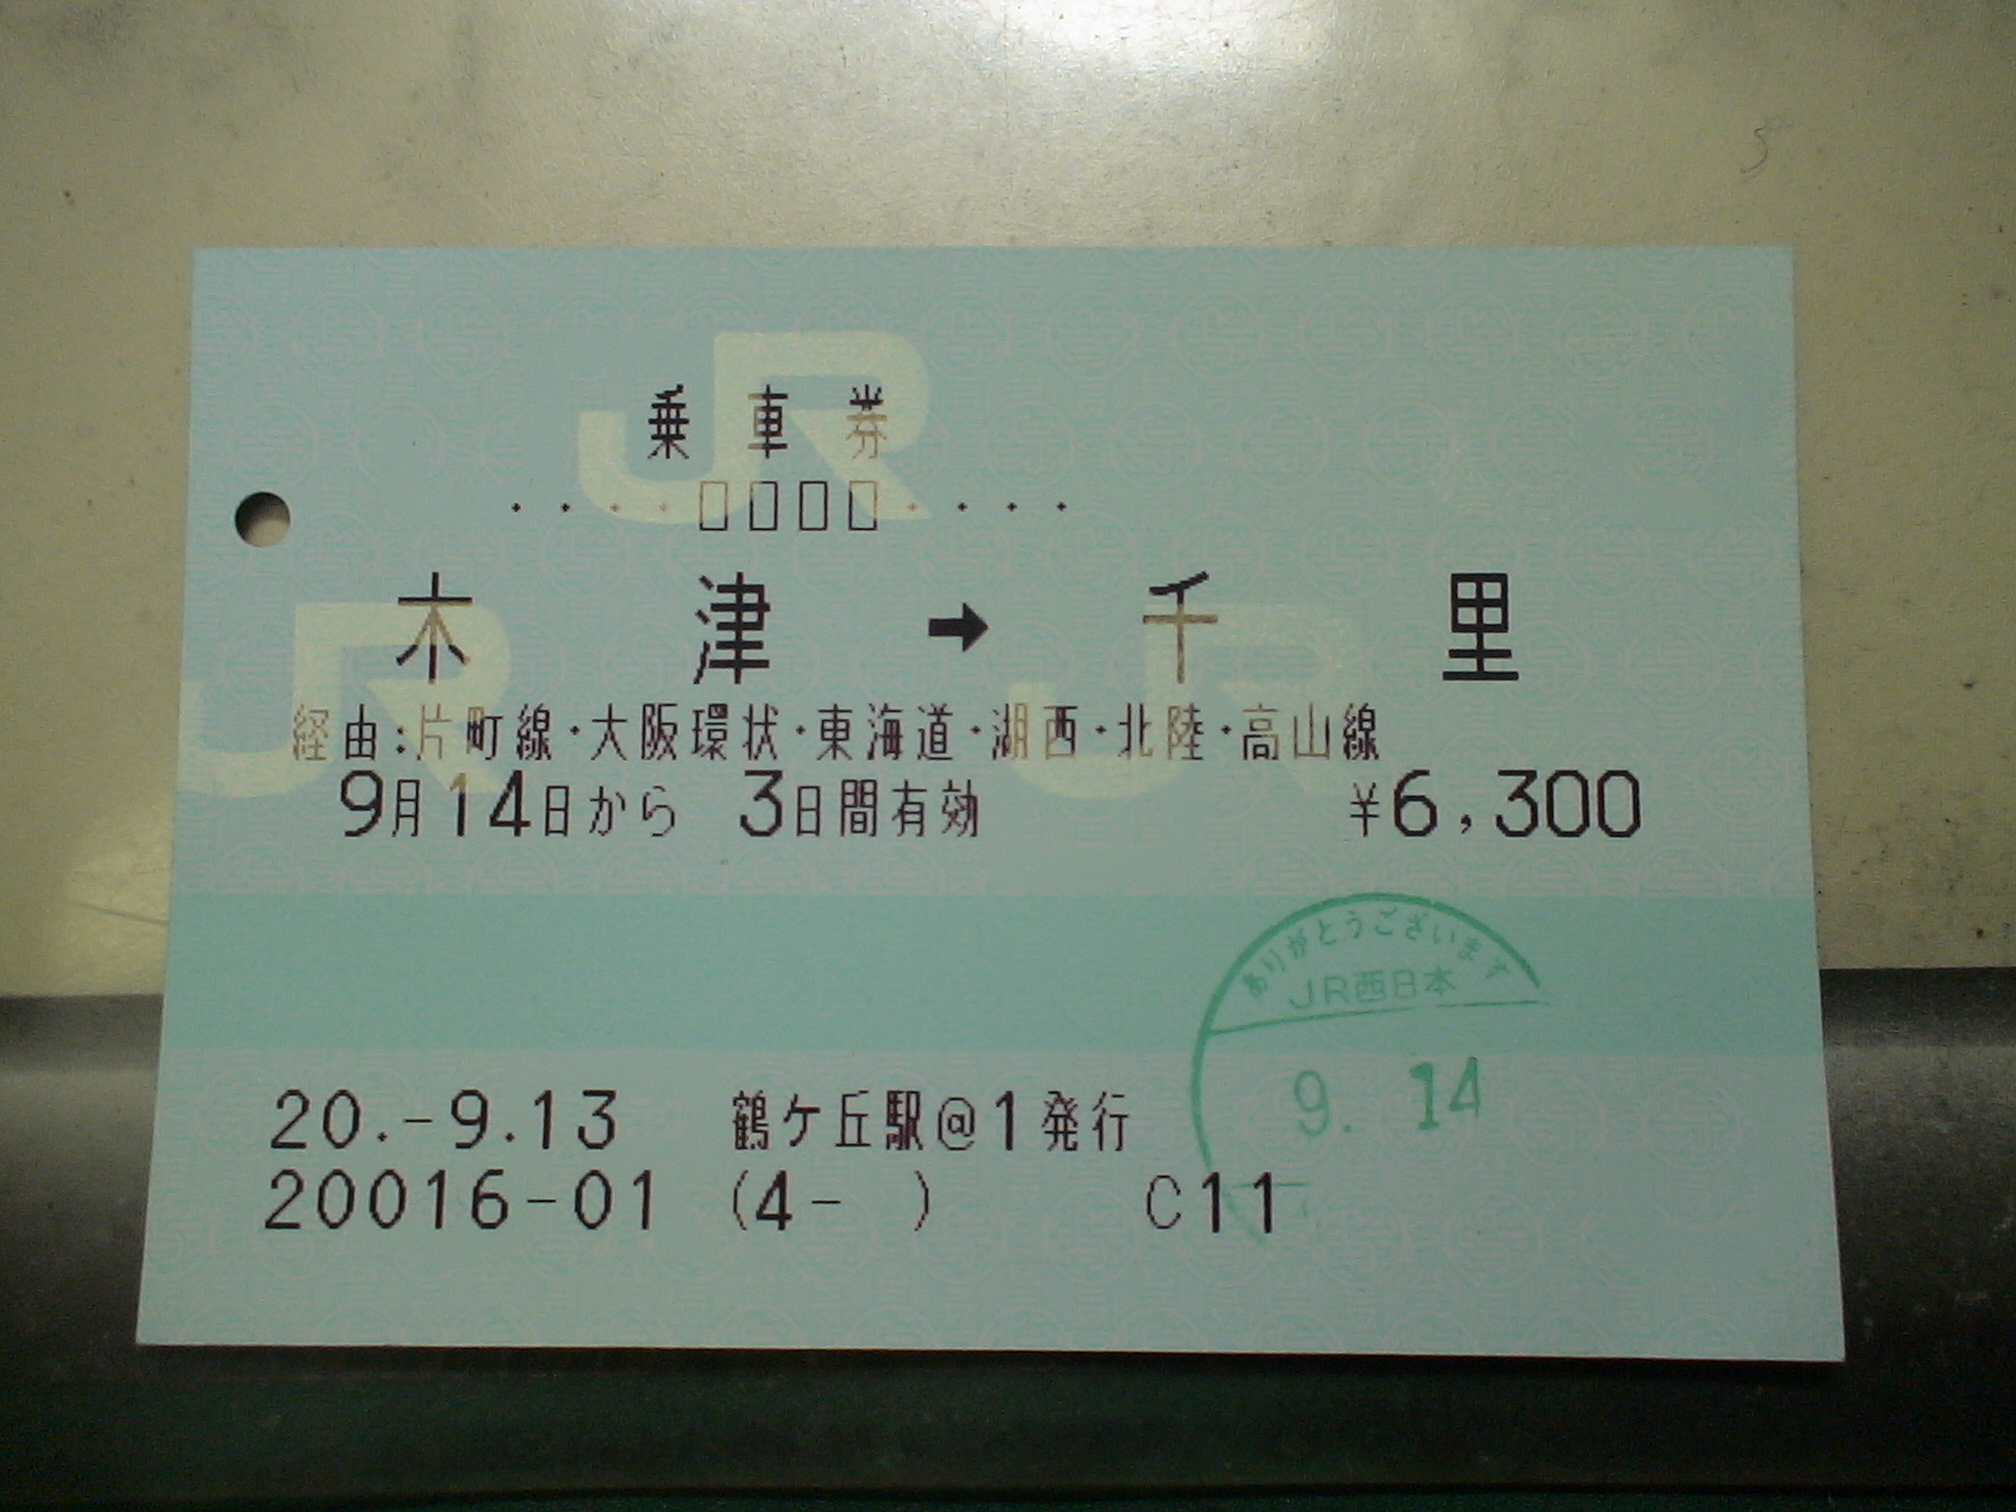 JR
乗車券
・・・・▯▯▯▯・・・・
木津➡千里
経由:片町線・大阪環状・東海道・湖西・北陸・高山線
9月14日から 3日間有効 ¥6,300
ありがとうございます
JR西日本
9. 14
20.-9.13 鶴ケ丘駅@1発行
20016-01 (4- ) C11